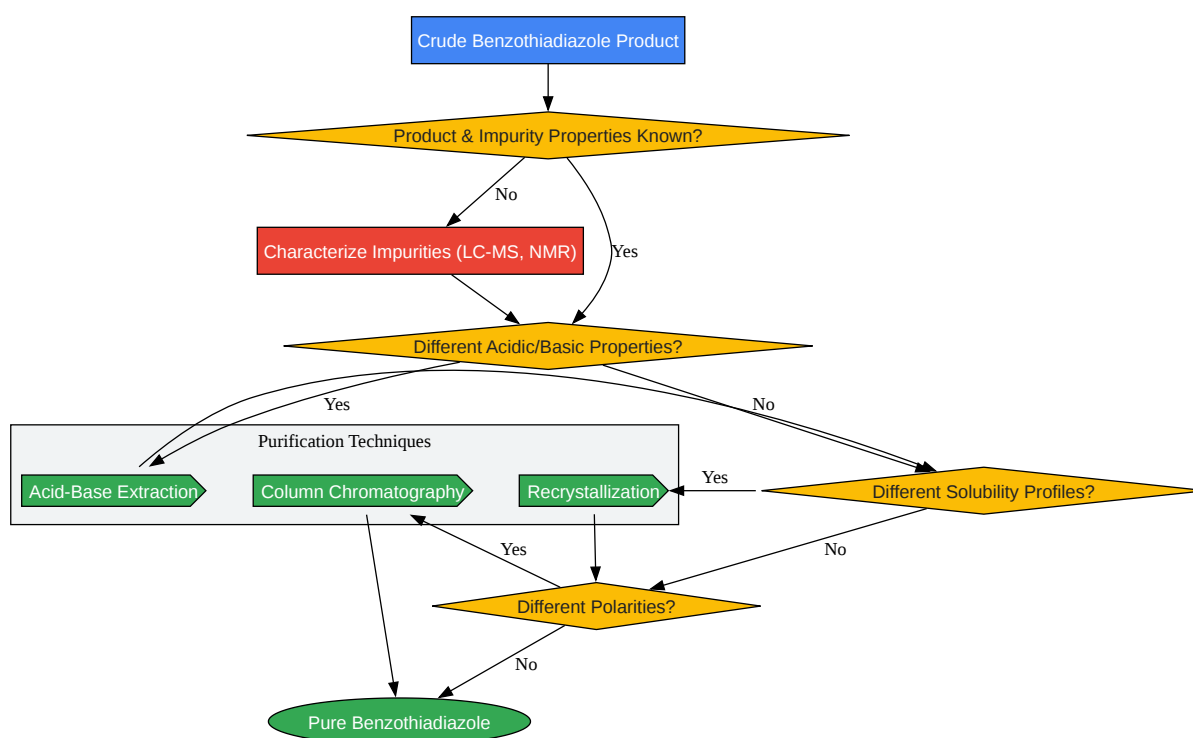 Crude Benzothiadiazole Product
Product & Impurity Properties Known?
No
Characterize Impurities (LC-MS, NMR)
Yes
Different Acidic/Basic Properties?
Yes
No
Purification Techniques
Acid-Base Extraction
Column Chromatography
Recrystallization
Yes
Different Solubility Profiles?
Yes
No
Different Polarities?
No
Pure Benzothiadiazole